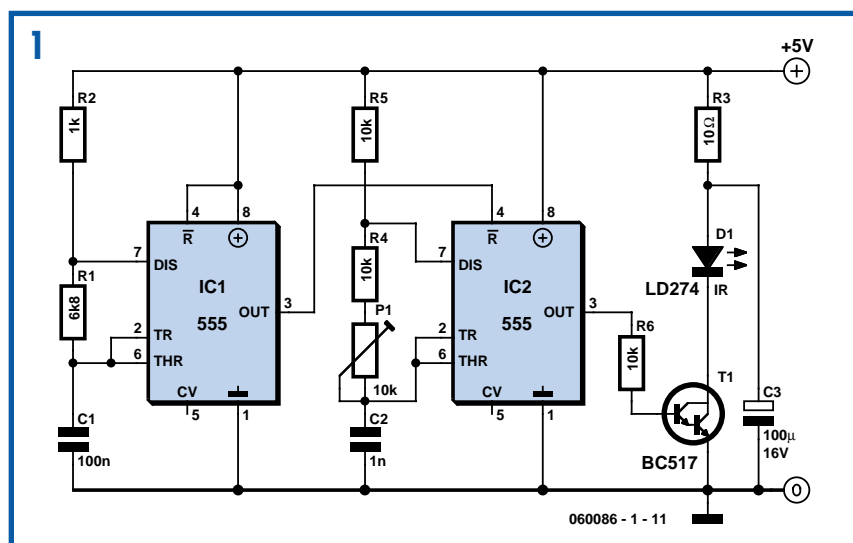 1
+5V
R2
1k
R5
10k
R3
10Ω
4
8
R
4
8
R
7
DIS
R1
6k8
IC1
555
OUT
3
2
TR
6
THR
CV
5
1
C1
100n
R4
10k
P1
10k
C2
1n
7
DIS
IC2
555
OUT
3
2
TR
6
THR
CV
5
1
R6
10k
D1
LD274
IR
T1
BC517
C3
100µ
16V
0
060086 - 1 - 11